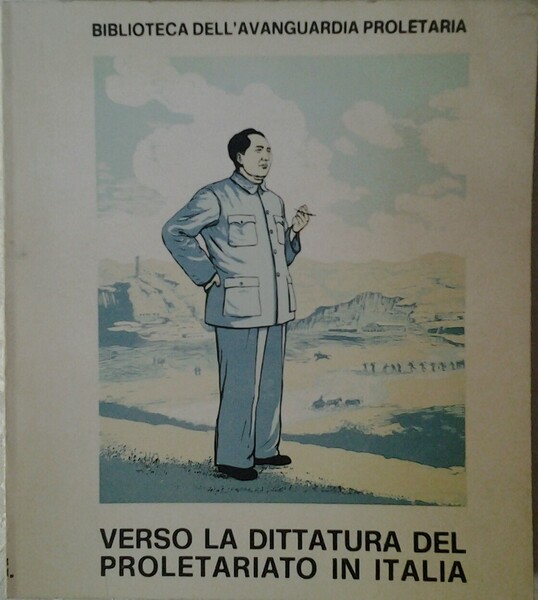 BIBLIOTECA DELL'AVANGUARDIA PROLETARIA
VERSO LA DITTATURA DEL
PROLETARIATO IN ITALIA